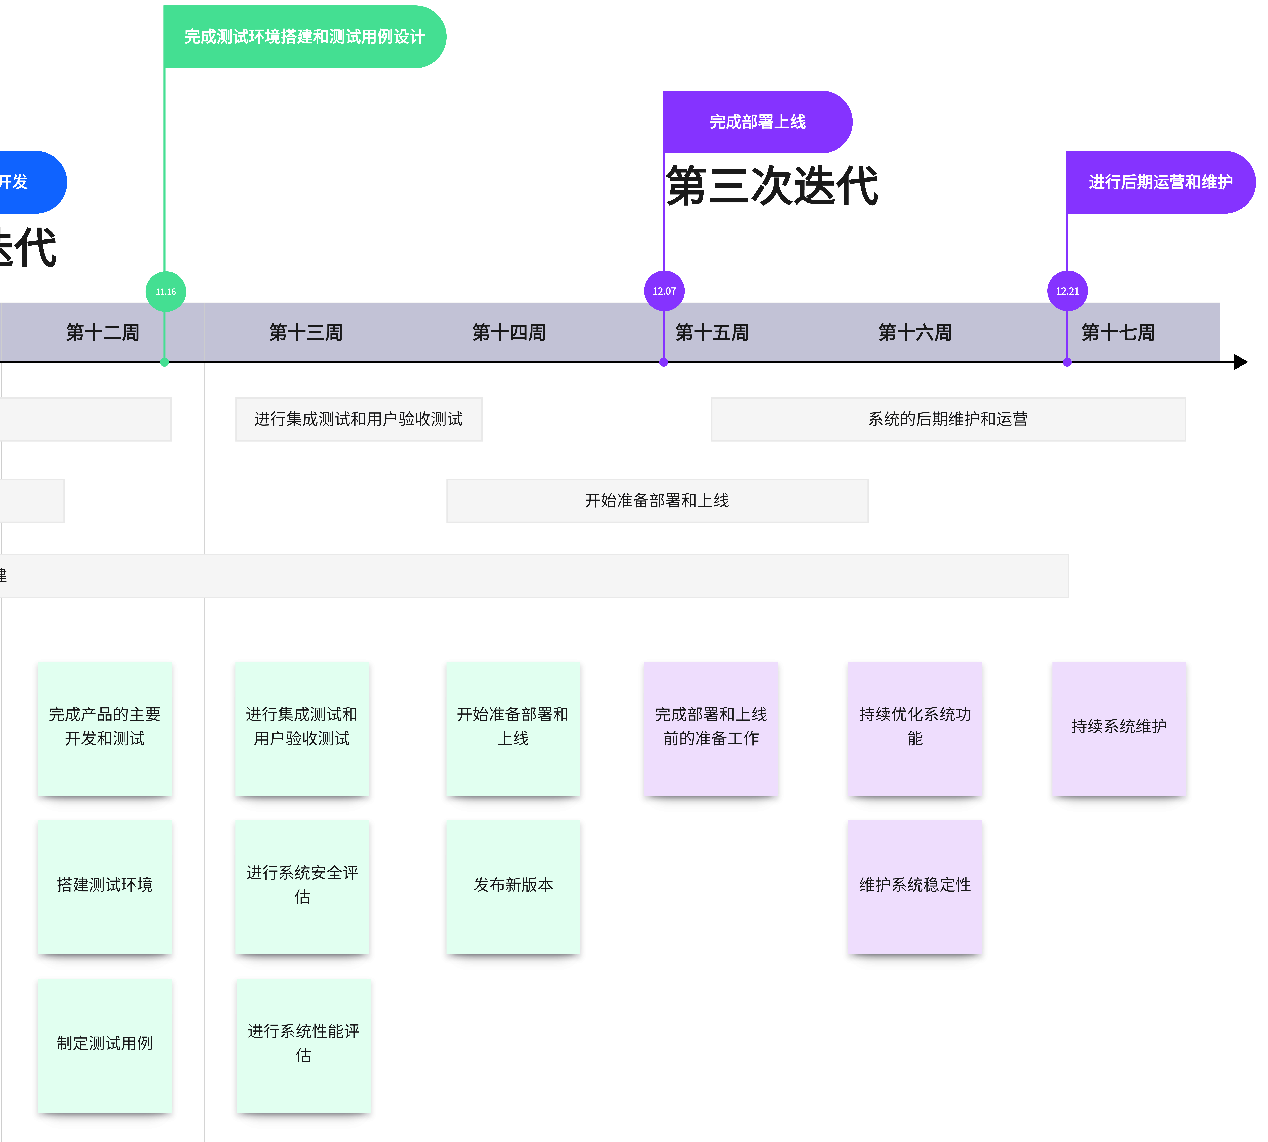 完成测试环境搭建和测试用例设计
完成部署上线
开发
第三次迭代
进行后期运营和维护
迭代
11.16
12.07
12.21
第十二周
第十三周
第十四周
第十五周
第十六周
第十七周
进行集成测试和用户验收测试
系统的后期维护和运营
开始准备部署和上线
建
完成产品的主要
开发和测试
进行集成测试和
用户验收测试
开始准备部署和
上线
完成部署和上线
前的准备工作
持续优化系统功
能
持续系统维护
搭建测试环境
进行系统安全评
估
发布新版本
维护系统稳定性
制定测试用例
进行系统性能评
估